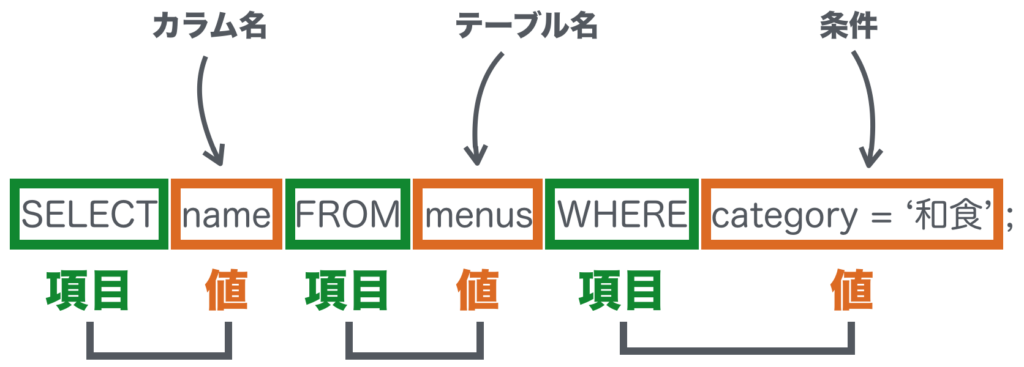 カラム名 テーブル名 条件
SELECT name FROM menus WHERE category = ‘和食’ ;
項目 値 項目 値 項目 値